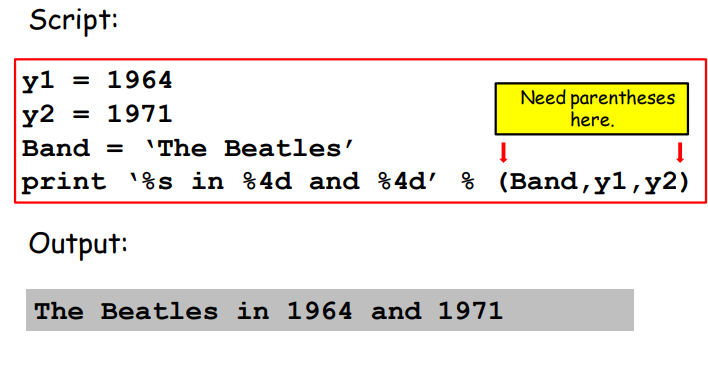 Script:
y1 = 1964
y2 = 1971
Need parentheses
here.
Band = ‘The Beatles’
print ‘%s in %4d and %4d’ % (Band,y1,y2)
Output:
The Beatles in 1964 and 1971